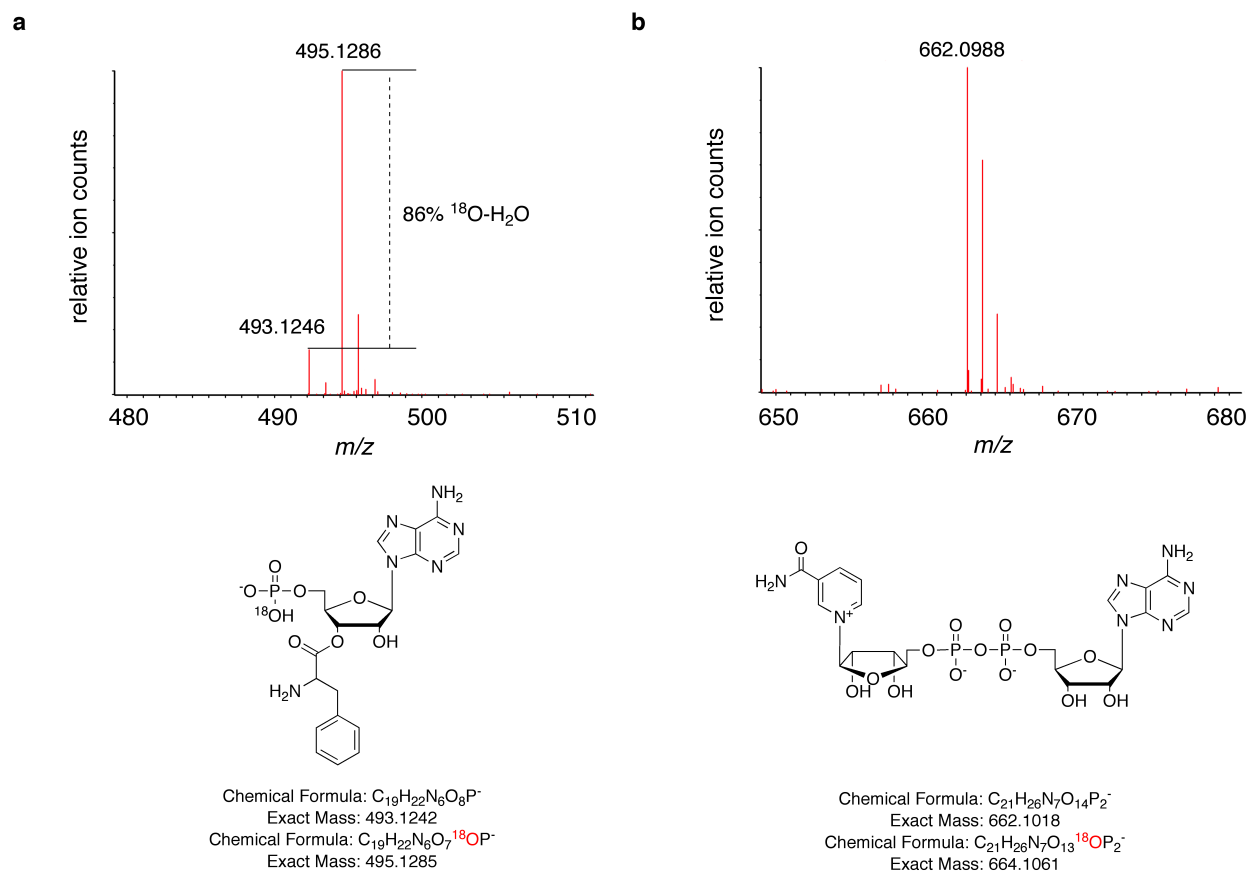 a
495.1286
493.1246
86% ¹⁸O-H₂O
relative ion counts
480 490 500 510
m/z
NH₂
N
N
N
N
O
⁻O P O
¹⁸OH
O
O
O
OH
H₂N
Chemical Formula: C₁₉H₂₂N₆O₈P⁻
Exact Mass: 493.1242
Chemical Formula: C₁₉H₂₂N₆O₇¹⁸OP⁻
Exact Mass: 495.1285
b
662.0988
relative ion counts
650 660 670 680
m/z
O
H₂N
N⁺
O
OH OH
O O
O P O P O
O⁻ O⁻
O
OH OH
NH₂
N
N
N
N
Chemical Formula: C₂₁H₂₆N₇O₁₄P₂⁻
Exact Mass: 662.1018
Chemical Formula: C₂₁H₂₆N₇O₁₃¹⁸OP₂⁻
Exact Mass: 664.1061